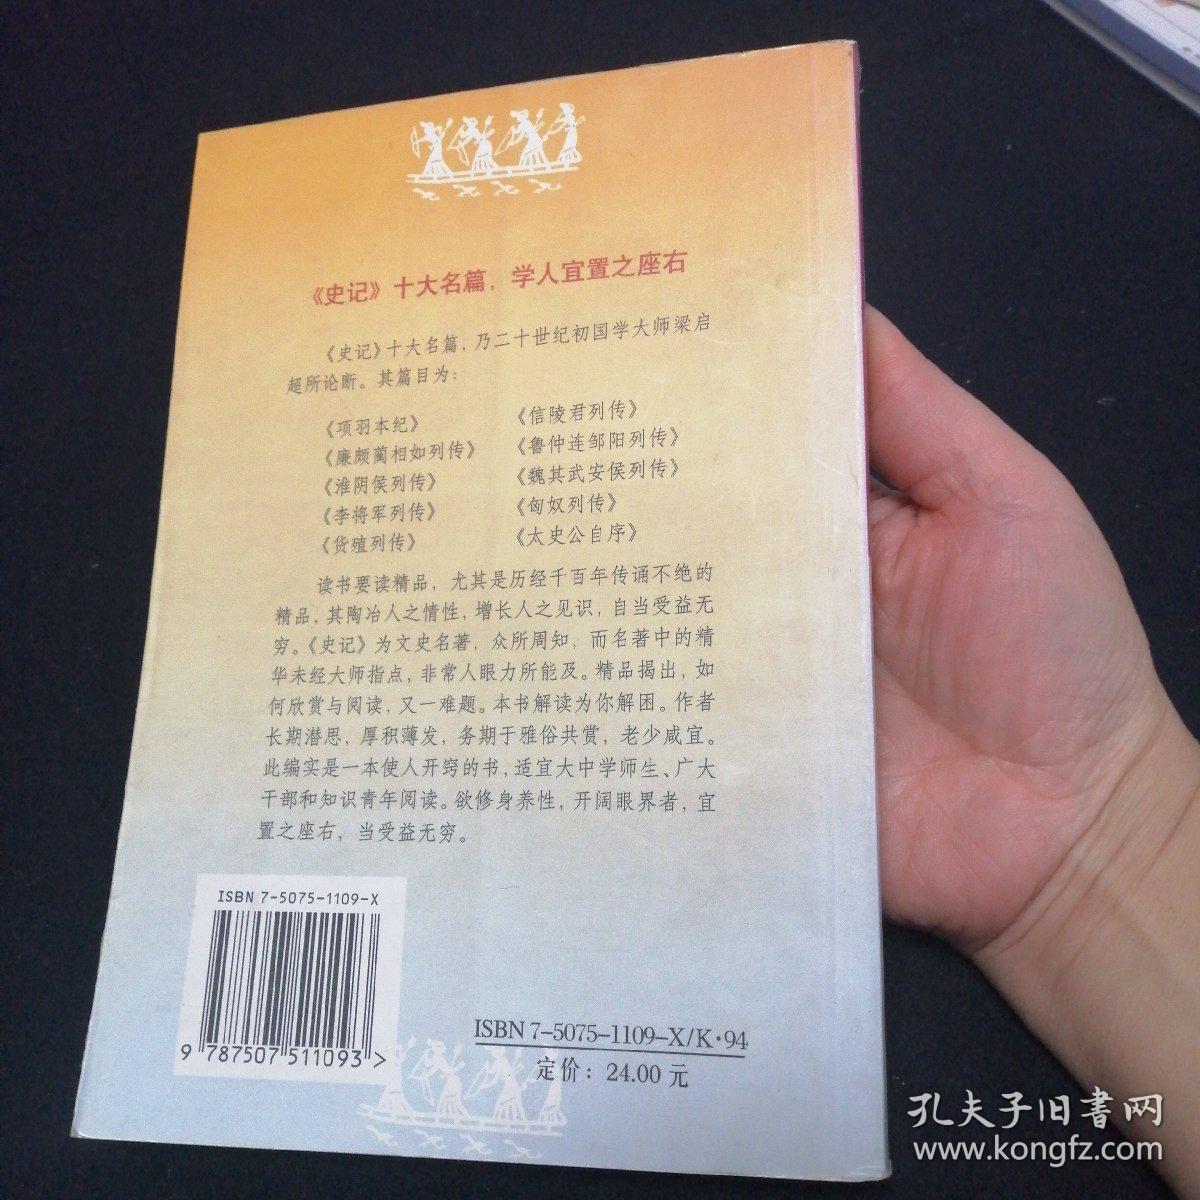 《史记》十大名篇，学人宜置之座右
《史记》十大名篇，乃二十世纪初国学大师梁启
超所论断。其篇目为：
《项羽本纪》 《信陵君列传》
《廉颇蔺相如列传》 《鲁仲连邹阳列传》
《淮阴侯列传》 《魏其武安侯列传》
《李将军列传》 《匈奴列传》
《货殖列传》 《太史公自序》
读书要读精品，尤其是历经千百年传诵不绝的
精品，其陶冶人之情性，增长人之见识，自当受益无
穷。《史记》为文史名著，众所周知，而名著中的精
华未经大师指点，非常人眼力所能及。精品揭出，如
何欣赏与阅读，又一难题。本书解读为你解困。作者
长期潜思，厚积薄发，务期于雅俗共赏，老少咸宜。
此编实是一本使人开窍的书，适宜大中学师生、广大
干部和知识青年阅读。欲修身养性，开阔眼界者，宜
置之座右，当受益无穷。
ISBN 7-5075-1109-X
9 787507 511093 >
ISBN 7-5075-1109-X/K·94
定价：24.00 元
孔夫子旧书网
www.kongfz.com